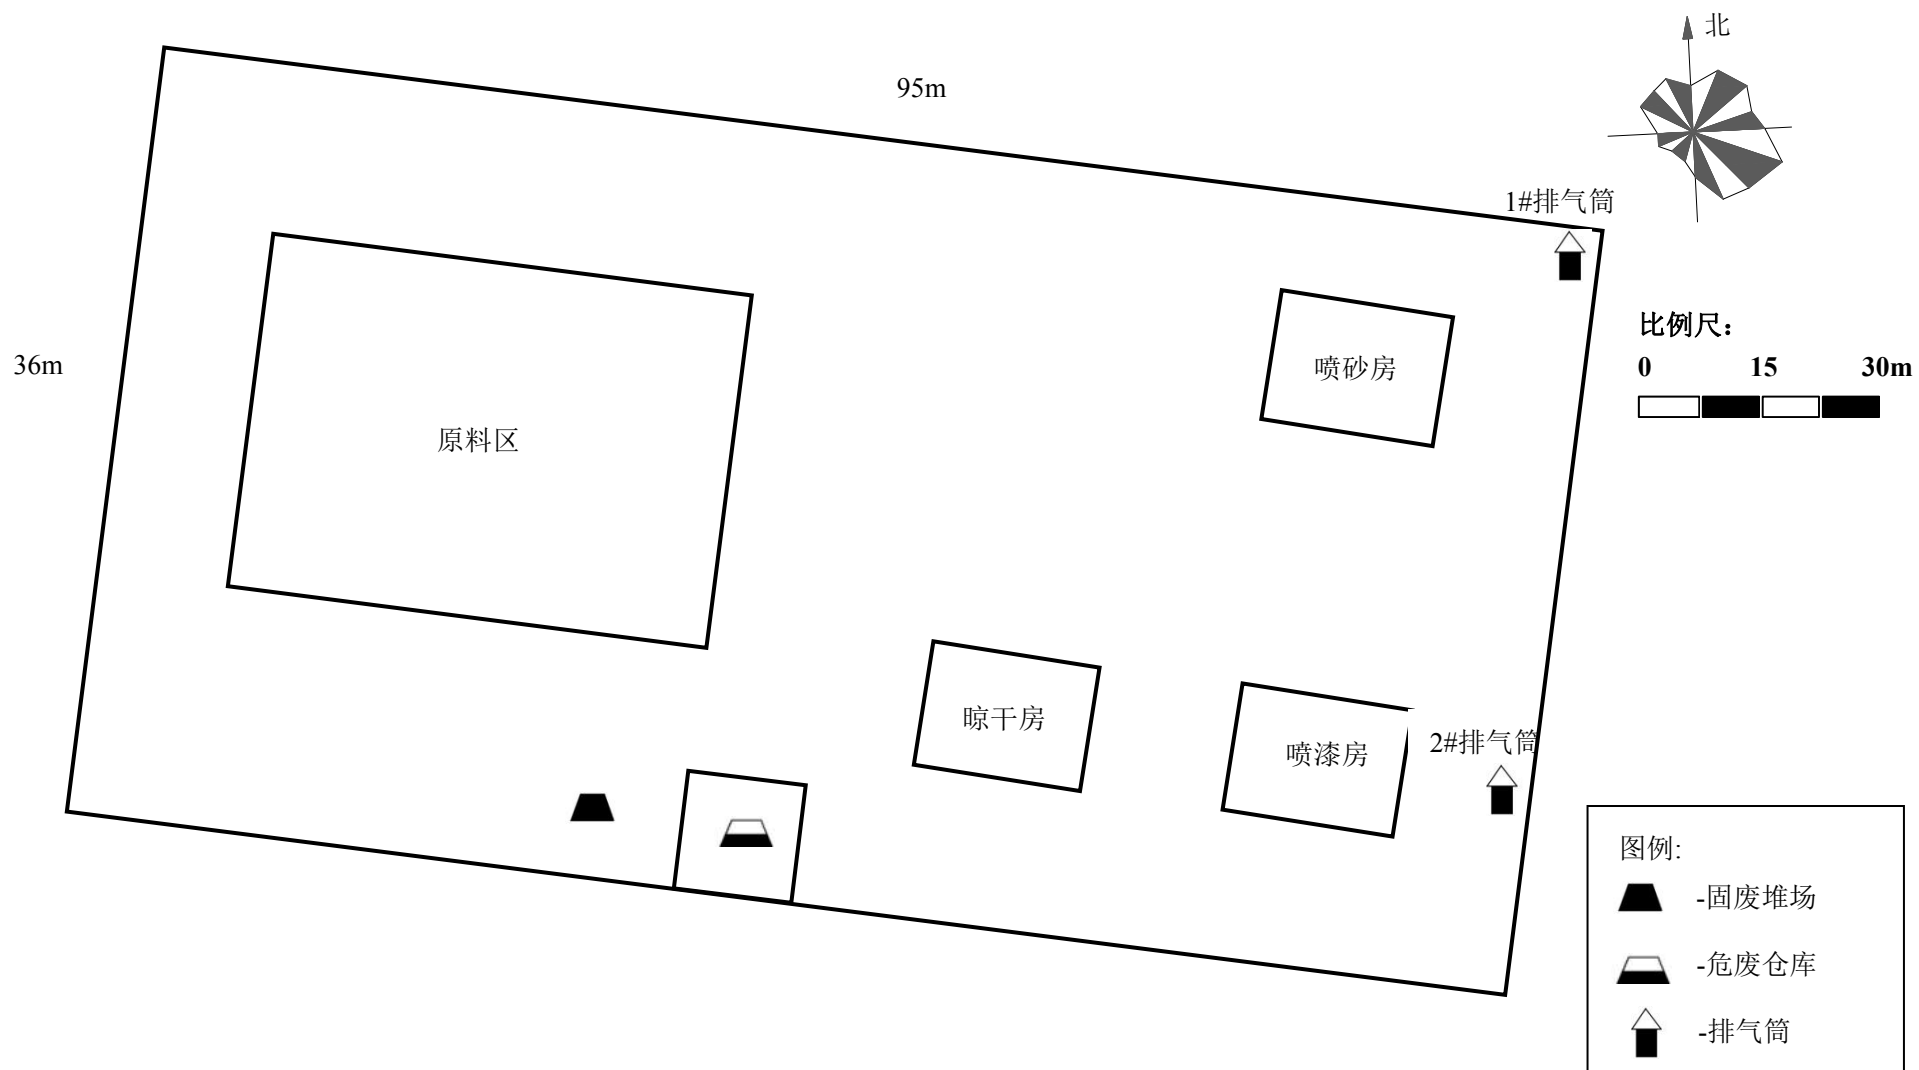 北
95m
1#排气筒
比例尺：
0 15 30m
36m
喷砂房
原料区
晾干房
喷漆房
2#排气筒
图例:
-固废堆场
-危废仓库
-排气筒